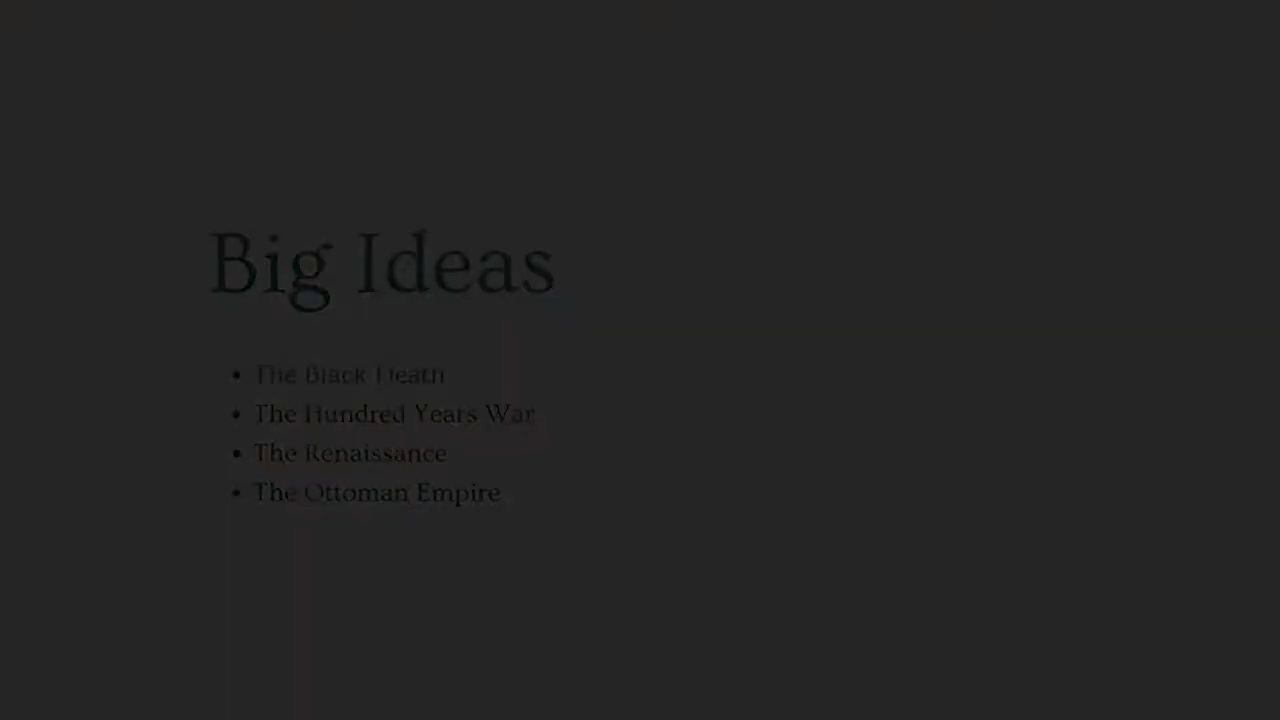 Big Ideas
• The Black Death
• The Hundred Years War
• The Renaissance
• The Ottoman Empire